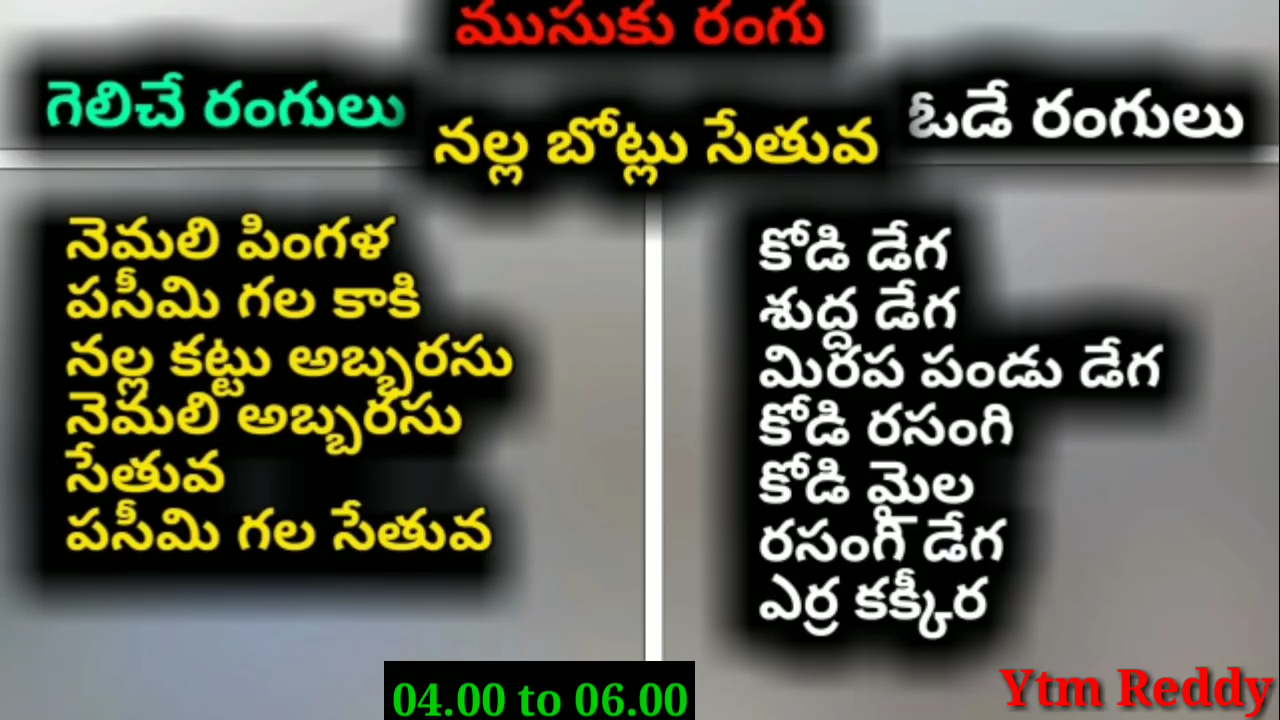 ముసుకు రంగు
గెలిచే రంగులు
నల్ల బోట్లు సేతువ
ఓడే రంగులు
నెమలి పింగళ
పసీమి గల కాకి
నల్ల కట్టు అబ్బరసు
నెమలి అబ్బరసు
సేతువ
పసీమి గల సేతువ
కోడి డేగ
శుద్ధ డేగ
మిరప పండు డేగ
కోడి రసంగి
కోడి మైల
రసంగి డేగ
ఎర్ర కక్కీర
04.00 to 06.00
Ytm Reddy